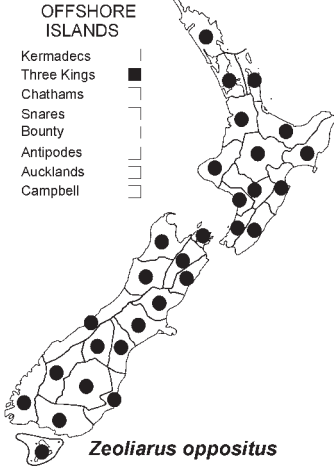 OFFSHORE
ISLANDS
Kermadecs
Three Kings
Chathams
Snares
Bounty
Antipodes
Aucklands
Campbell
Zeoliarus oppositus